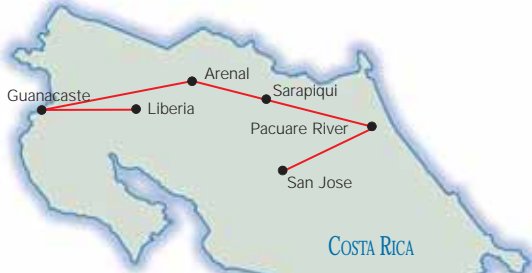 Arenal
Guanacaste
Sarapiqui
Liberia
Pacuare River
San Jose
COSTA RICA